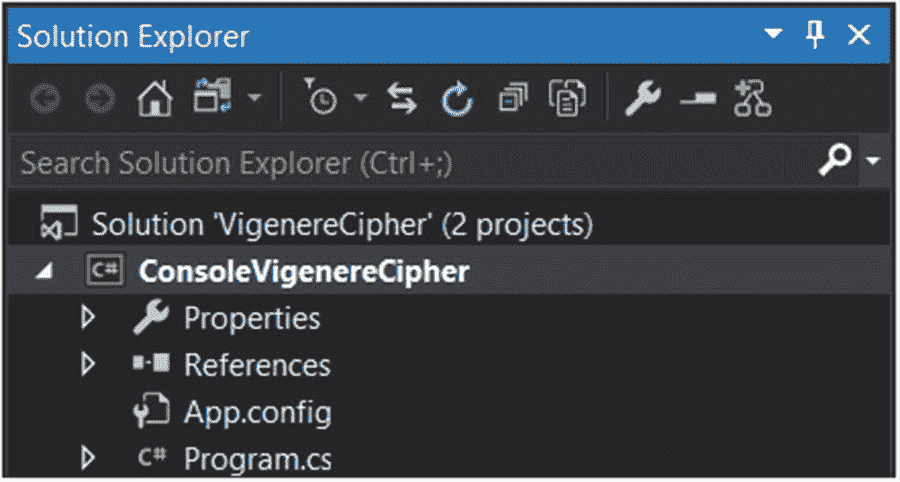 Solution Explorer
Search Solution Explorer (Ctrl+;)
Solution 'VigenereCipher' (2 projects)
C# ConsoleVigenereCipher
Properties
References
App.config
C# Program.cs